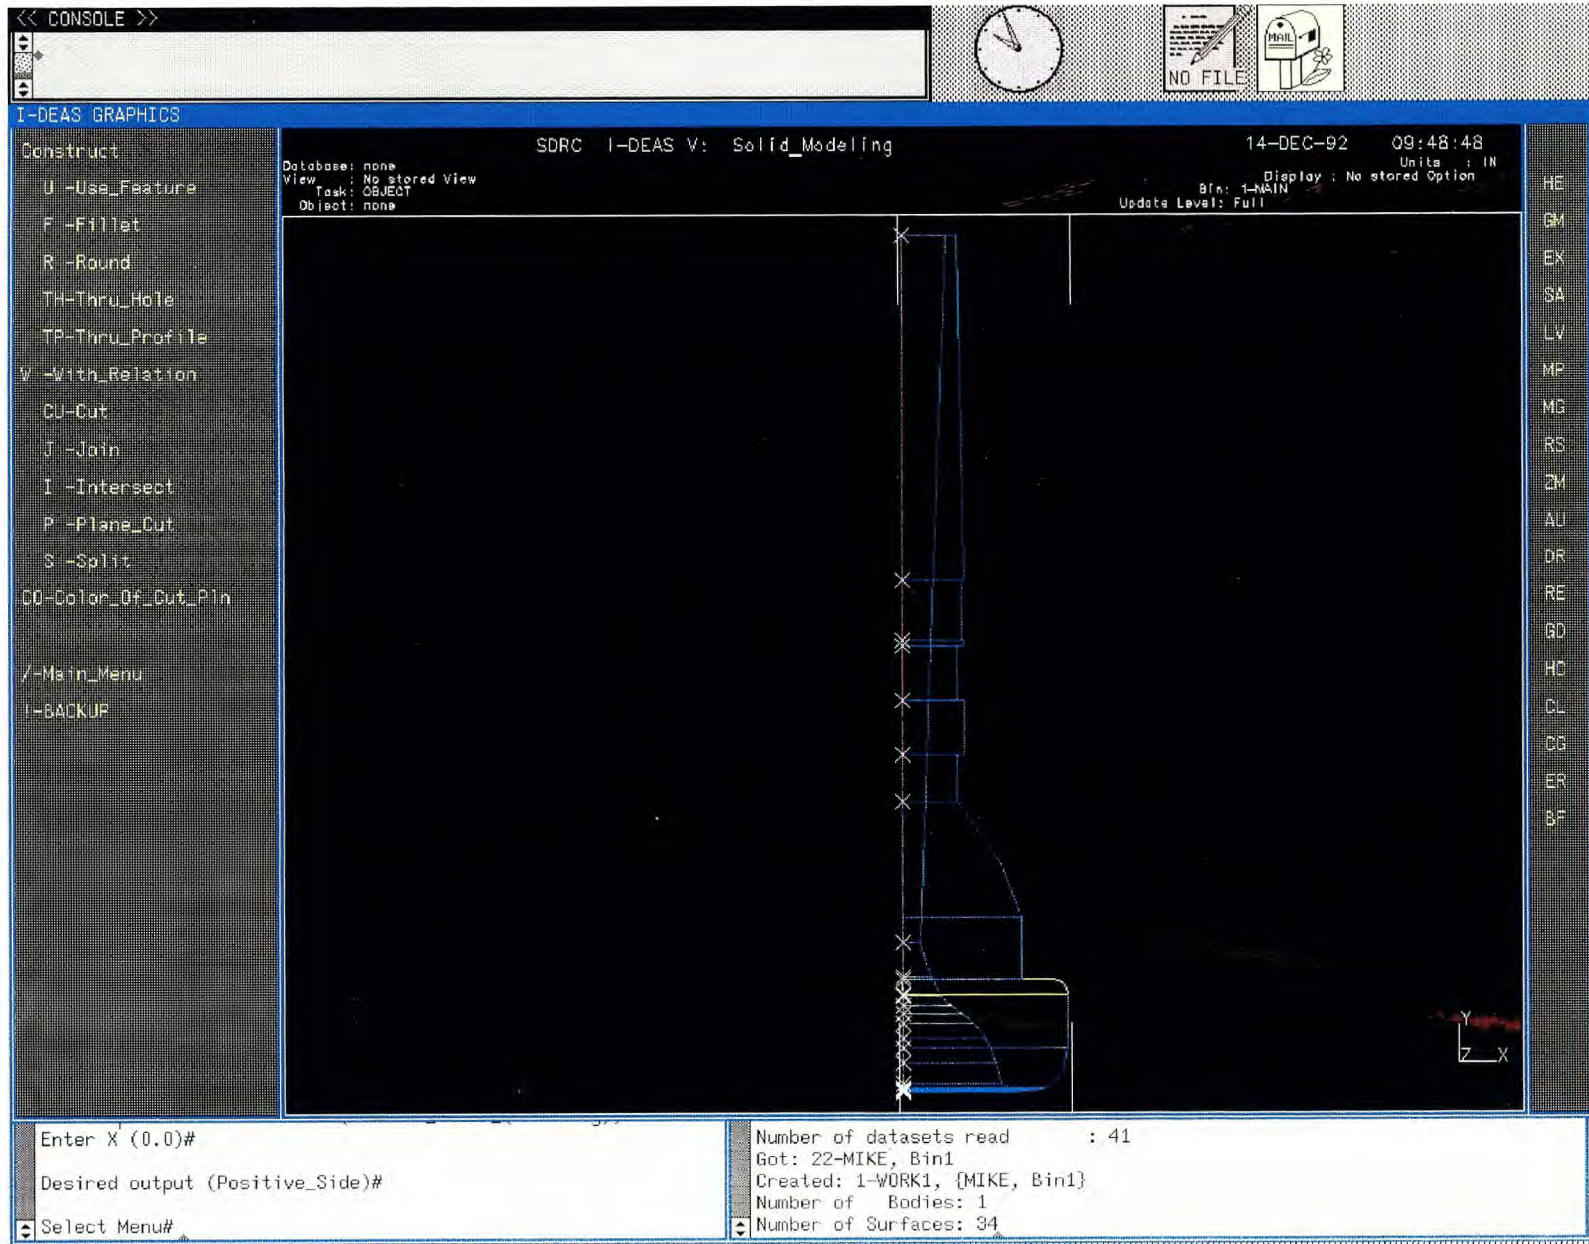 << CONSOLE >>
NO FILE
MAIL
I-DEAS GRAPHICS
Construct
U -Use_Feature
F -Fillet
R -Round
TH-Thru_Hole
TP-Thru_Profile
W -With_Relation
CU-Cut
J -Join
I -Intersect
P -Plane_Cut
S -Split
CO-Color_Of_Cut_Pln
/-Main_Menu
!-BACKUP
SDRC I-DEAS V: Solid_Modeling
14-DEC-92 09:48:48
Database: none
View : No stored View
Task: OBJECT
Object: none
Units : IN
Display : No stored Option
Bin: 1-MAIN
Update Level: Full
HE
GM
EX
SA
LV
MP
MG
RS
ZM
AU
DR
RE
GD
HC
CL
CG
ER
BF
Y
Z X
Enter X (0.0)#
Desired output (Positive_Side)#
Select Menu#
Number of datasets read : 41
Got: 22-MIKE, Bin1
Created: 1-WORK1, {MIKE, Bin1}
Number of Bodies: 1
Number of Surfaces: 34